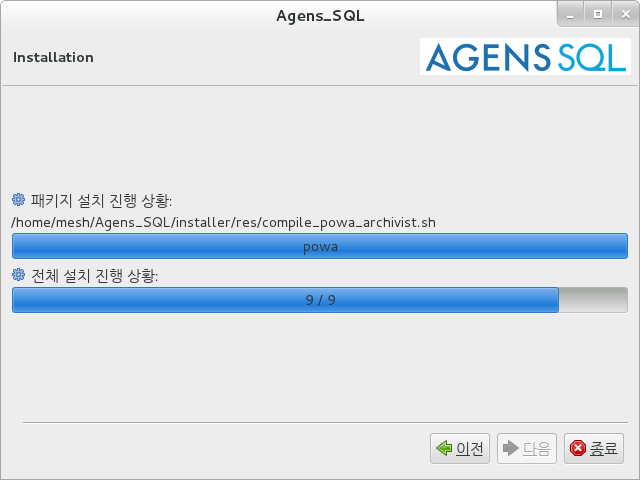 Agens_SQL
Installation
AGENS SQL
패키지 설치 진행 상황:
/home/mesh/Agens_SQL/installer/res/compile_powa_archivist.sh
powa
전체 설치 진행 상황:
9 / 9
이전 다음 종료